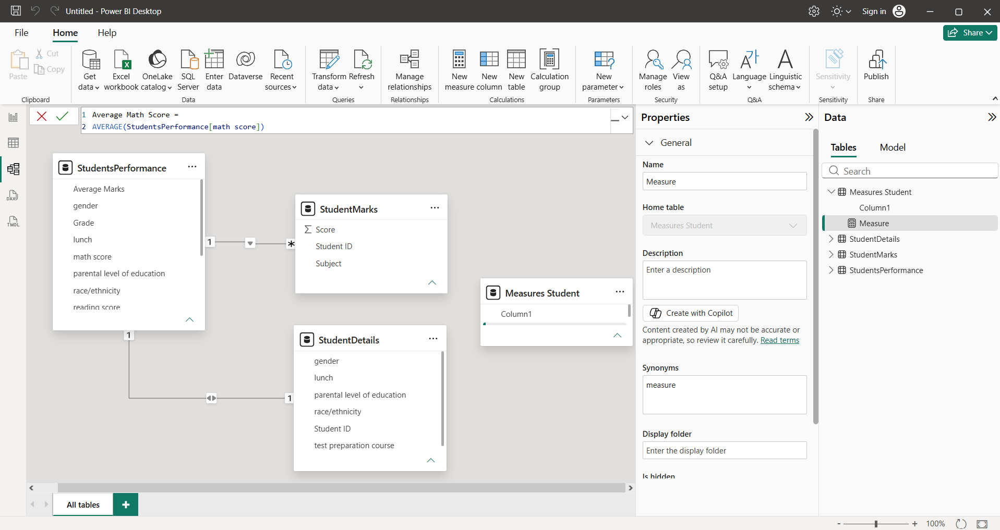 Untitled - Power BI Desktop
Sign in
File
Home
Help
Share
Paste
Cut
Copy
Clipboard
Get data
Excel workbook
OneLake catalog
SQL Server
Enter data
Dataverse
Recent sources
Data
Transform data
Refresh
Queries
Manage relationships
Relationships
New measure
New column
New table
Calculation group
Calculations
New parameter
Parameters
Manage roles
View as
Security
Q&A setup
Language
Linguistic schema
Q&A
Sensitivity
Sensitivity
Publish
Share
DAX
TMDL
1 Average Math Score =
2 AVERAGE(StudentsPerformance[math score])
StudentsPerformance
Average Marks
gender
Grade
lunch
math score
parental level of education
race/ethnicity
reading score
1
*
1
1
StudentMarks
Score
Student ID
Subject
StudentDetails
gender
lunch
parental level of education
race/ethnicity
Student ID
test preparation course
Measures Student
Column1
All tables
Properties
General
Name
Measure
Home table
Measures Student
Description
Enter a description
Create with Copilot
Content created by AI may not be accurate or
appropriate, so review it carefully. Read terms
Synonyms
measure
Display folder
Enter the display folder
Is hidden
Data
Tables
Model
Search
Measures Student
Column1
Measure
StudentDetails
StudentMarks
StudentsPerformance
- + 100%